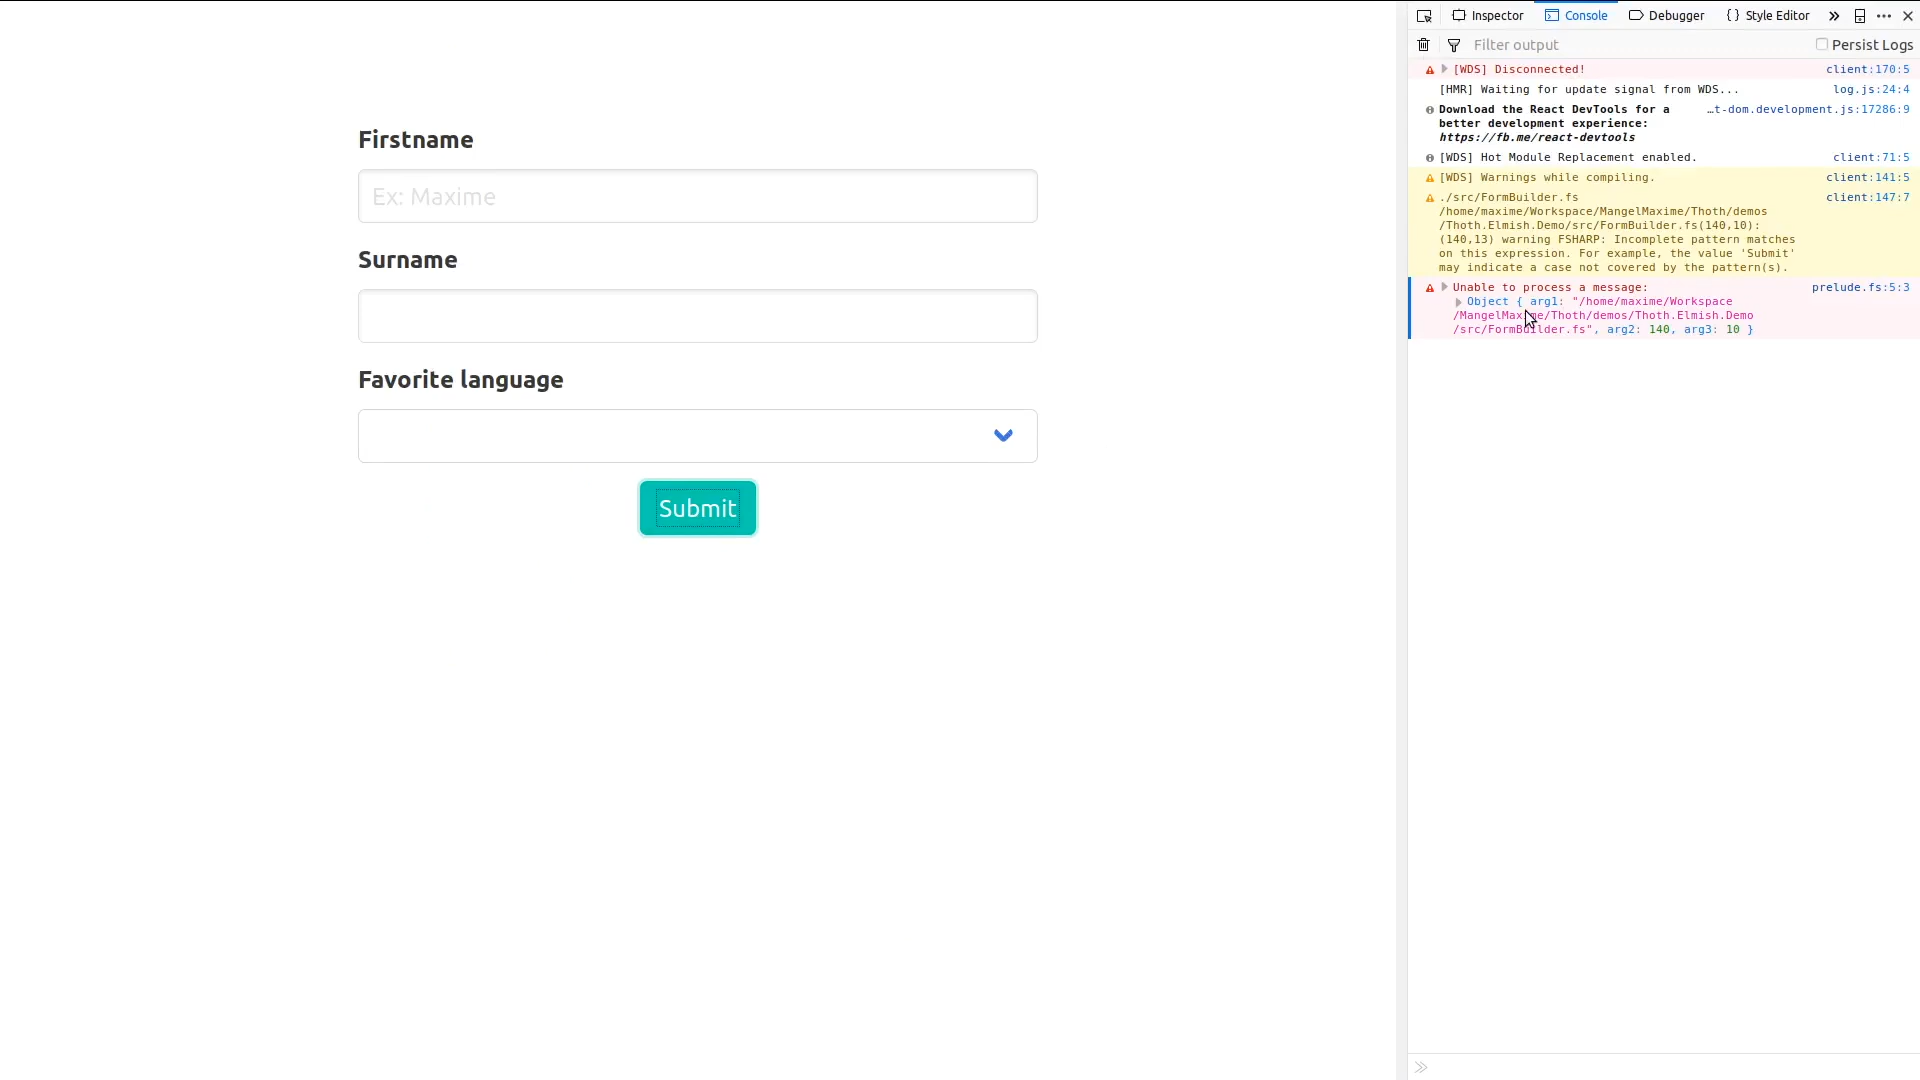 Firstname
Ex: Maxime
Surname
Favorite language
Submit
Inspector Console Debugger { } Style Editor
Filter output Persist Logs
[WDS] Disconnected! client:170:5
[HMR] Waiting for update signal from WDS... log.js:24:4
Download the React DevTools for a …t-dom.development.js:17286:9
better development experience:
https://fb.me/react-devtools
[WDS] Hot Module Replacement enabled. client:71:5
[WDS] Warnings while compiling. client:141:5
./src/FormBuilder.fs client:147:7
/home/maxime/Workspace/MangelMaxime/Thoth/demos
/Thoth.Elmish.Demo/src/FormBuilder.fs(140,10):
(140,13) warning FSHARP: Incomplete pattern matches
on this expression. For example, the value 'Submit'
may indicate a case not covered by the pattern(s).
Unable to process a message: prelude.fs:5:3
Object { arg1: "/home/maxime/Workspace
/MangelMaxime/Thoth/demos/Thoth.Elmish.Demo
/src/FormBuilder.fs", arg2: 140, arg3: 10 }